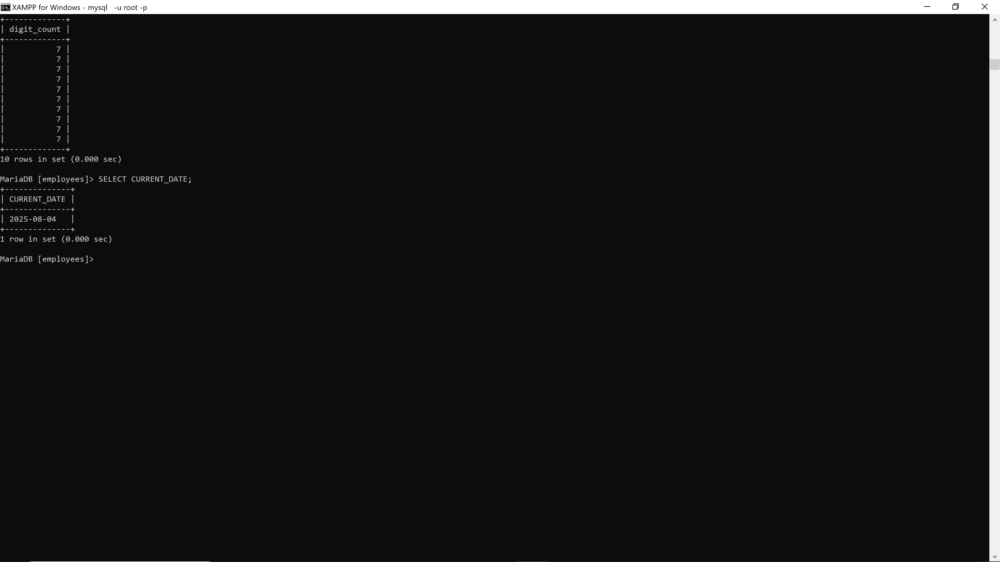 XAMPP for Windows - mysql  -u root -p
+-------------+
| digit_count |
+-------------+
|           7 |
|           7 |
|           7 |
|           7 |
|           7 |
|           7 |
|           7 |
|           7 |
|           7 |
|           7 |
+-------------+
10 rows in set (0.000 sec)
MariaDB [employees]> SELECT CURRENT_DATE;
+--------------+
| CURRENT_DATE |
+--------------+
| 2025-08-04   |
+--------------+
1 row in set (0.000 sec)
MariaDB [employees]>